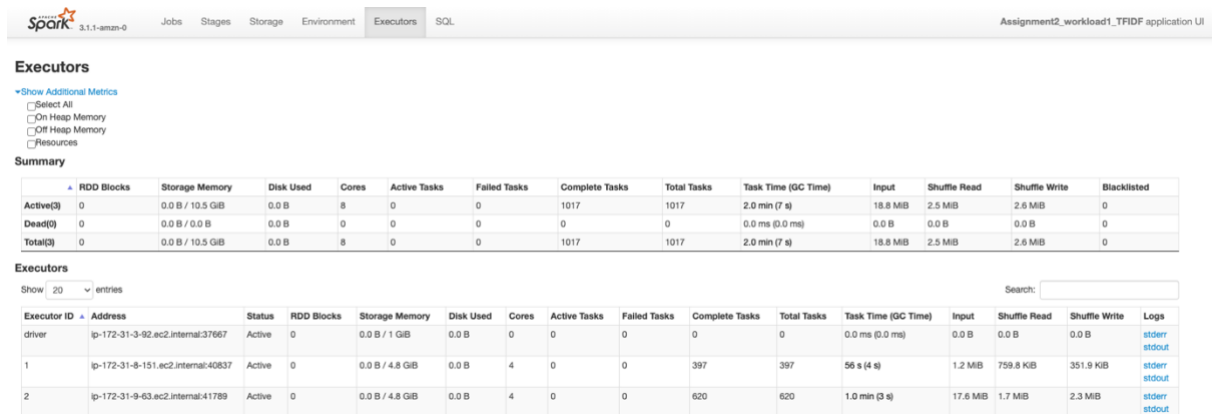 APACHE Spark 3.1.1-amzn-0 Jobs Stages Storage Environment Executors SQL Assignment2_workload1_TFIDF application UI
Executors
Show Additional Metrics
Select All
On Heap Memory
Off Heap Memory
Resources
Summary
RDD Blocks Storage Memory Disk Used Cores Active Tasks Failed Tasks Complete Tasks Total Tasks Task Time (GC Time) Input Shuffle Read Shuffle Write Blacklisted
Active(3) 0 0.0 B / 10.5 GiB 0.0 B 8 0 0 1017 1017 2.0 min (7 s) 18.8 MiB 2.5 MiB 2.6 MiB 0
Dead(0) 0 0.0 B / 0.0 B 0.0 B 0 0 0 0 0 0.0 ms (0.0 ms) 0.0 B 0.0 B 0.0 B 0
Total(3) 0 0.0 B / 10.5 GiB 0.0 B 8 0 0 1017 1017 2.0 min (7 s) 18.8 MiB 2.5 MiB 2.6 MiB 0
Executors
Show 20 entries Search:
Executor ID Address Status RDD Blocks Storage Memory Disk Used Cores Active Tasks Failed Tasks Complete Tasks Total Tasks Task Time (GC Time) Input Shuffle Read Shuffle Write Logs
driver ip-172-31-3-92.ec2.internal:37667 Active 0 0.0 B / 1 GiB 0.0 B 0 0 0 0 0 0.0 ms (0.0 ms) 0.0 B 0.0 B 0.0 B stderr
stdout
1 ip-172-31-8-151.ec2.internal:40837 Active 0 0.0 B / 4.8 GiB 0.0 B 4 0 0 397 397 56 s (4 s) 1.2 MiB 759.8 KiB 351.9 KiB stderr
stdout
2 ip-172-31-9-63.ec2.internal:41789 Active 0 0.0 B / 4.8 GiB 0.0 B 4 0 0 620 620 1.0 min (3 s) 17.6 MiB 1.7 MiB 2.3 MiB stderr
stdout